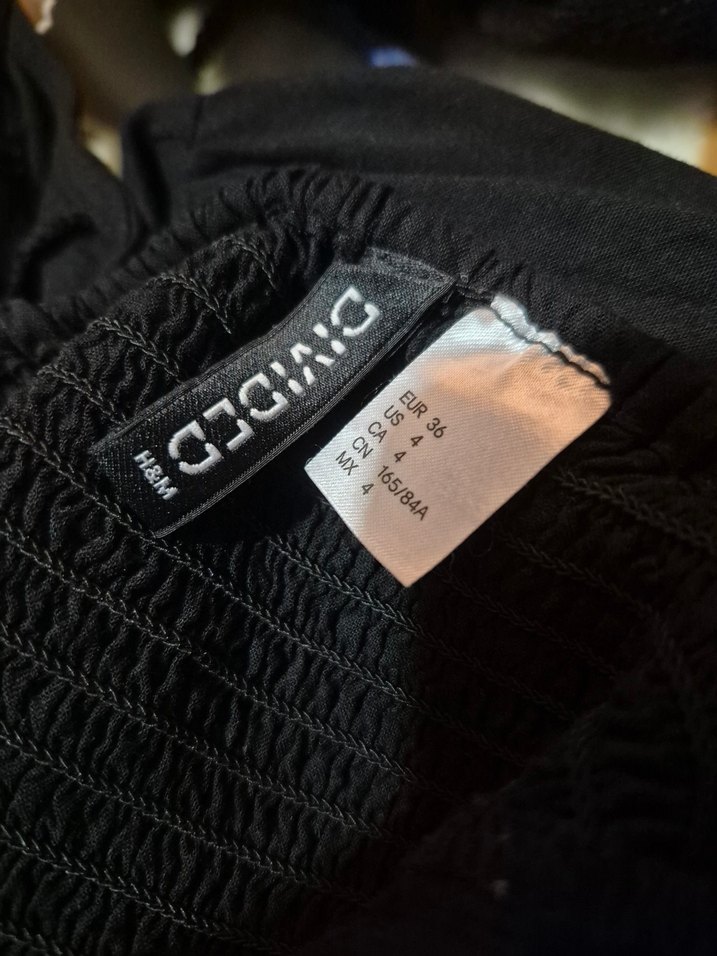 DIVIDED
H&M
EUR 36
US 4
CA 4
CN 165/84A
MX 4